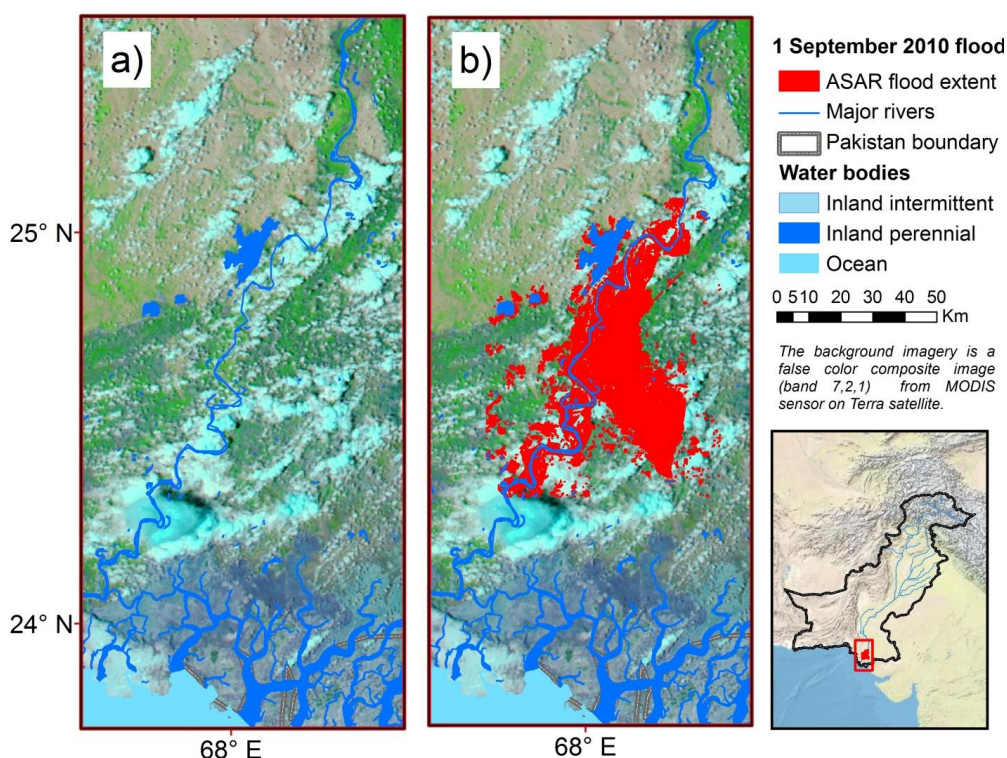 a)
b)
25° N
24° N
68° E
68° E
1 September 2010 flood
ASAR flood extent
Major rivers
Pakistan boundary
Water bodies
Inland intermittent
Inland perennial
Ocean
0 510 20 30 40 50
Km
The background imagery is a
false color composite image
(band 7,2,1) from MODIS
sensor on Terra satellite.